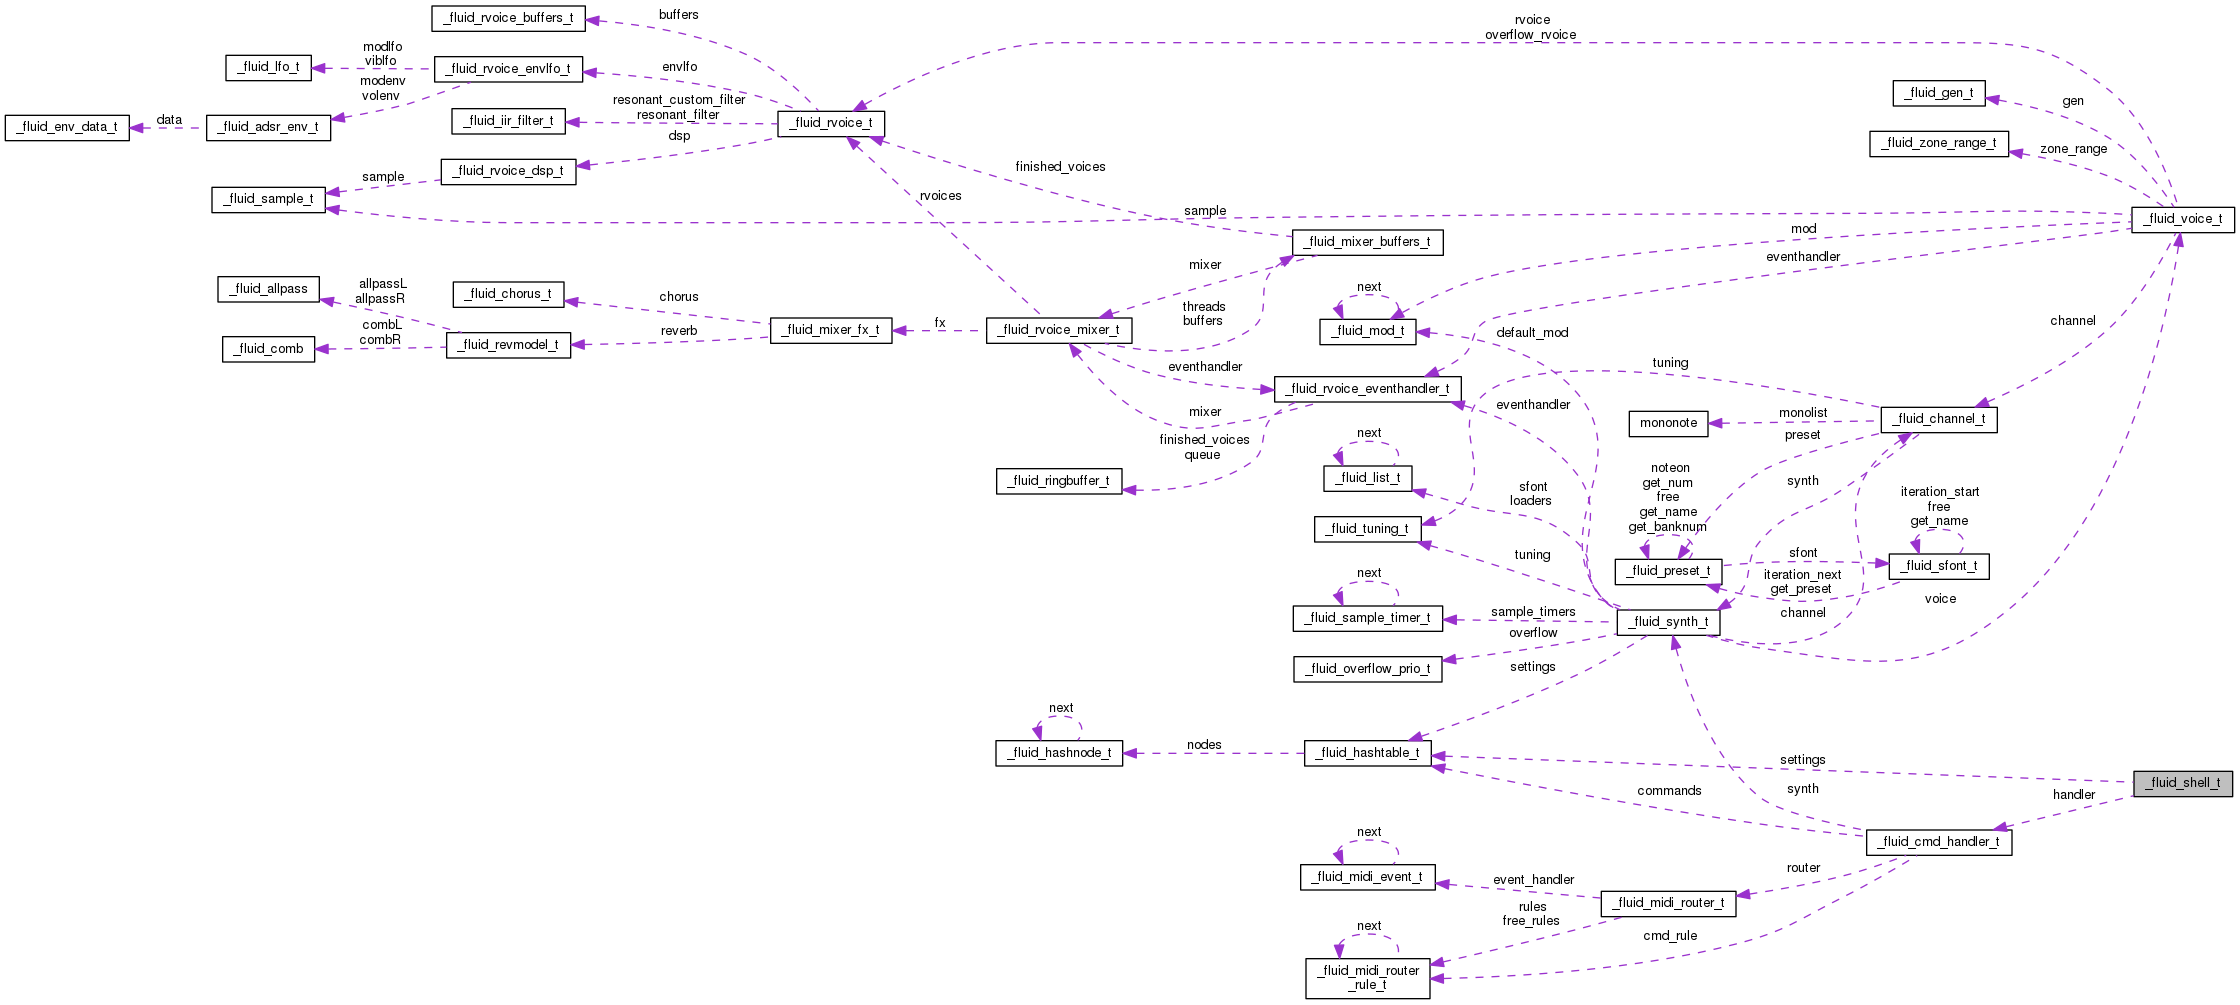 _fluid_rvoice_buffers_t
buffers
rvoice
overflow_rvoice
modlfo
viblfo
_fluid_lfo_t
_fluid_rvoice_envlfo_t
envlfo
modenv
volenv
_fluid_gen_t
gen
resonant_custom_filter
resonant_filter
_fluid_iir_filter_t
_fluid_env_data_t
data
_fluid_adsr_env_t
_fluid_rvoice_t
dsp
_fluid_zone_range_t
zone_range
_fluid_rvoice_dsp_t
finished_voices
sample
_fluid_sample_t
rvoices
sample
_fluid_voice_t
mod
_fluid_mixer_buffers_t
eventhandler
mixer
_fluid_allpass
allpassL
allpassR
_fluid_chorus_t
chorus
next
threads
buffers
channel
combL
combR
_fluid_comb
_fluid_revmodel_t
reverb
_fluid_mixer_fx_t
fx
_fluid_rvoice_mixer_t
_fluid_mod_t
default_mod
eventhandler
tuning
_fluid_rvoice_eventhandler_t
mixer
eventhandler
mononote
monolist
_fluid_channel_t
finished_voices
queue
next
preset
_fluid_ringbuffer_t
_fluid_list_t
sfont
loaders
noteon
get_num
free
get_name
get_banknum
synth
iteration_start
free
get_name
_fluid_tuning_t
tuning
_fluid_preset_t
sfont
_fluid_sfont_t
iteration_next
get_preset
next
_fluid_sample_timer_t
sample_timers
_fluid_synth_t
channel
voice
overflow
_fluid_overflow_prio_t
settings
next
_fluid_hashnode_t
nodes
_fluid_hashtable_t
settings
_fluid_shell_t
commands
synth
handler
next
_fluid_cmd_handler_t
router
_fluid_midi_event_t
event_handler
_fluid_midi_router_t
rules
free_rules
next
cmd_rule
_fluid_midi_router
_rule_t